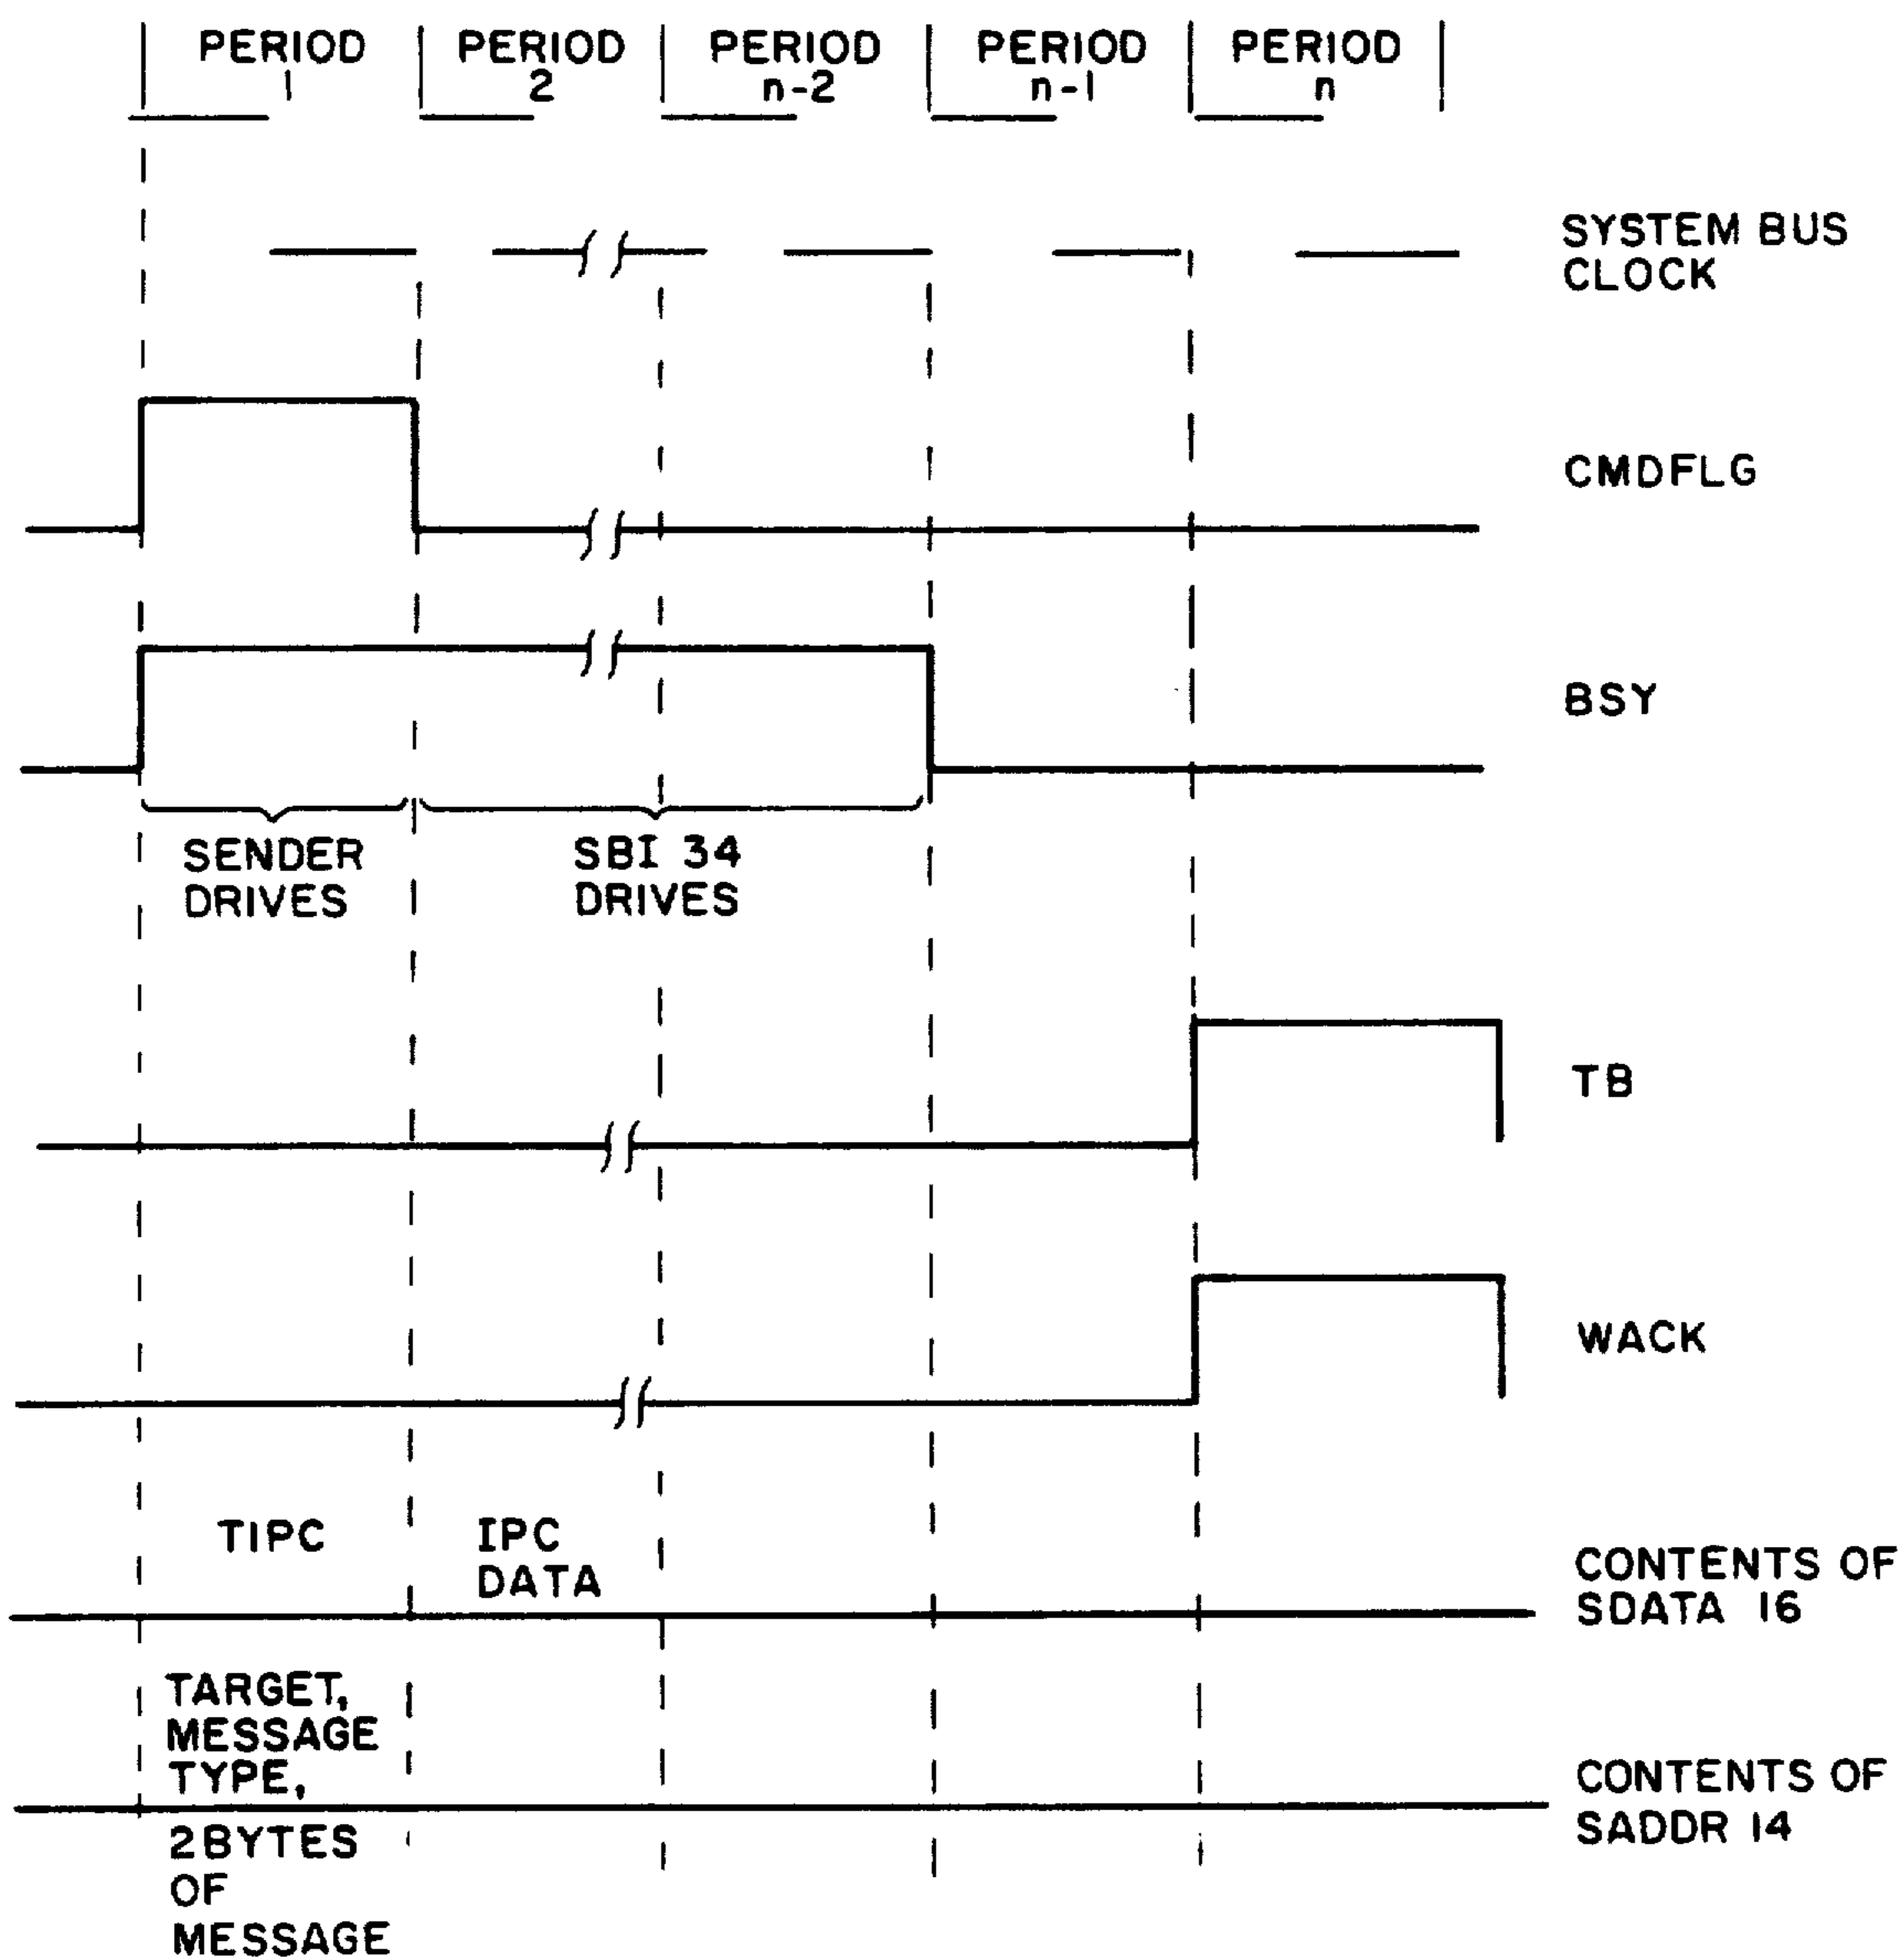 PERIOD 1
PERIOD 2
PERIOD n-2
PERIOD n-1
PERIOD n
SYSTEM BUS
CLOCK
CMDFLG
BSY
SENDER
DRIVES
SBI 34
DRIVES
TB
WACK
TIPC
IPC
DATA
CONTENTS OF
SDATA 16
TARGET,
MESSAGE
TYPE,
2BYTES
OF
MESSAGE
CONTENTS OF
SADDR 14